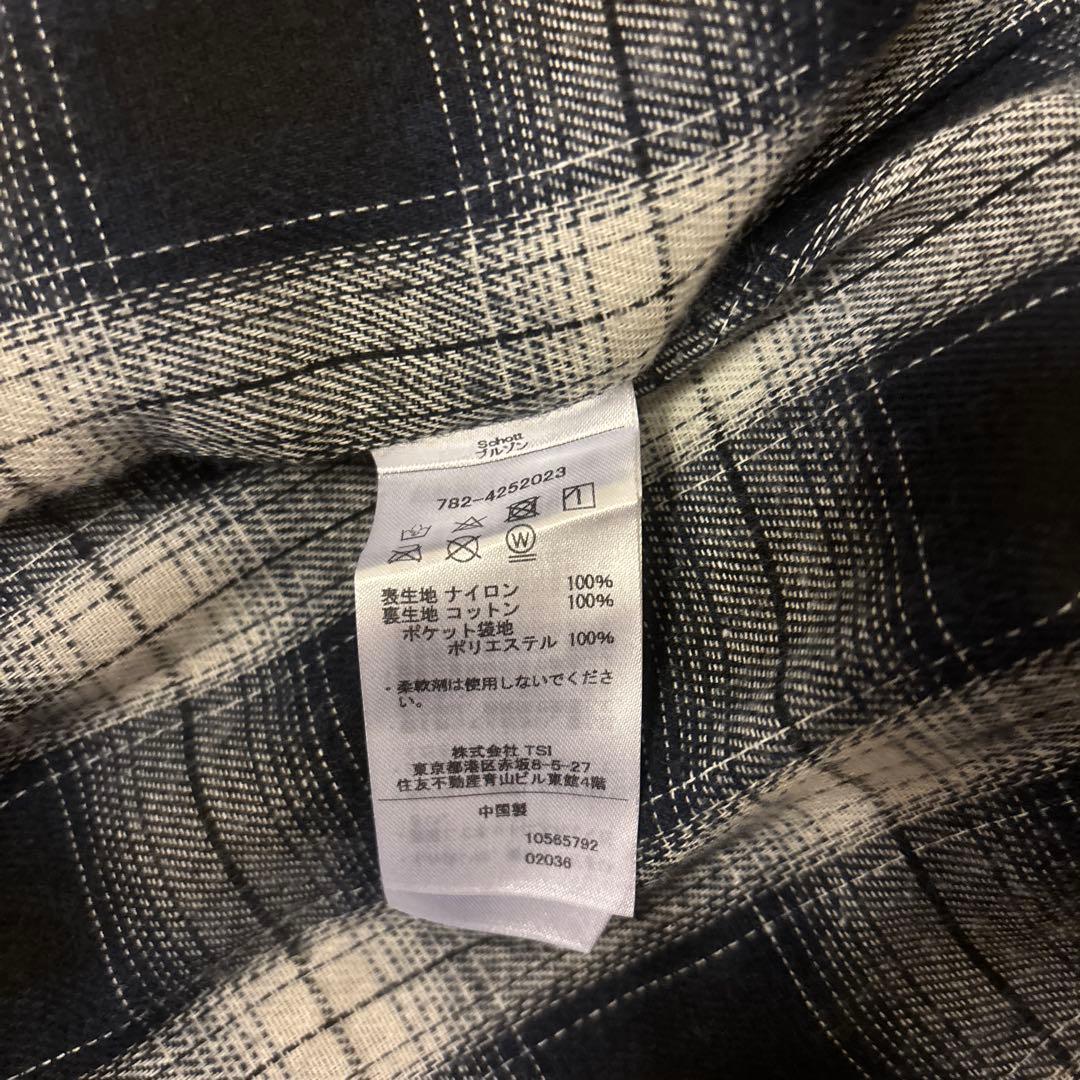 Schott
ブルゾン
782-4252023
W
表生地 ナイロン 100%
裏生地 コットン 100%
ポケット袋地
ポリエステル 100%
・柔軟剤は使用しないでくださ
い。
株式会社 TSI
東京都港区赤坂8-5-27
住友不動産青山ビル東館4階
中国製
10565792
02036